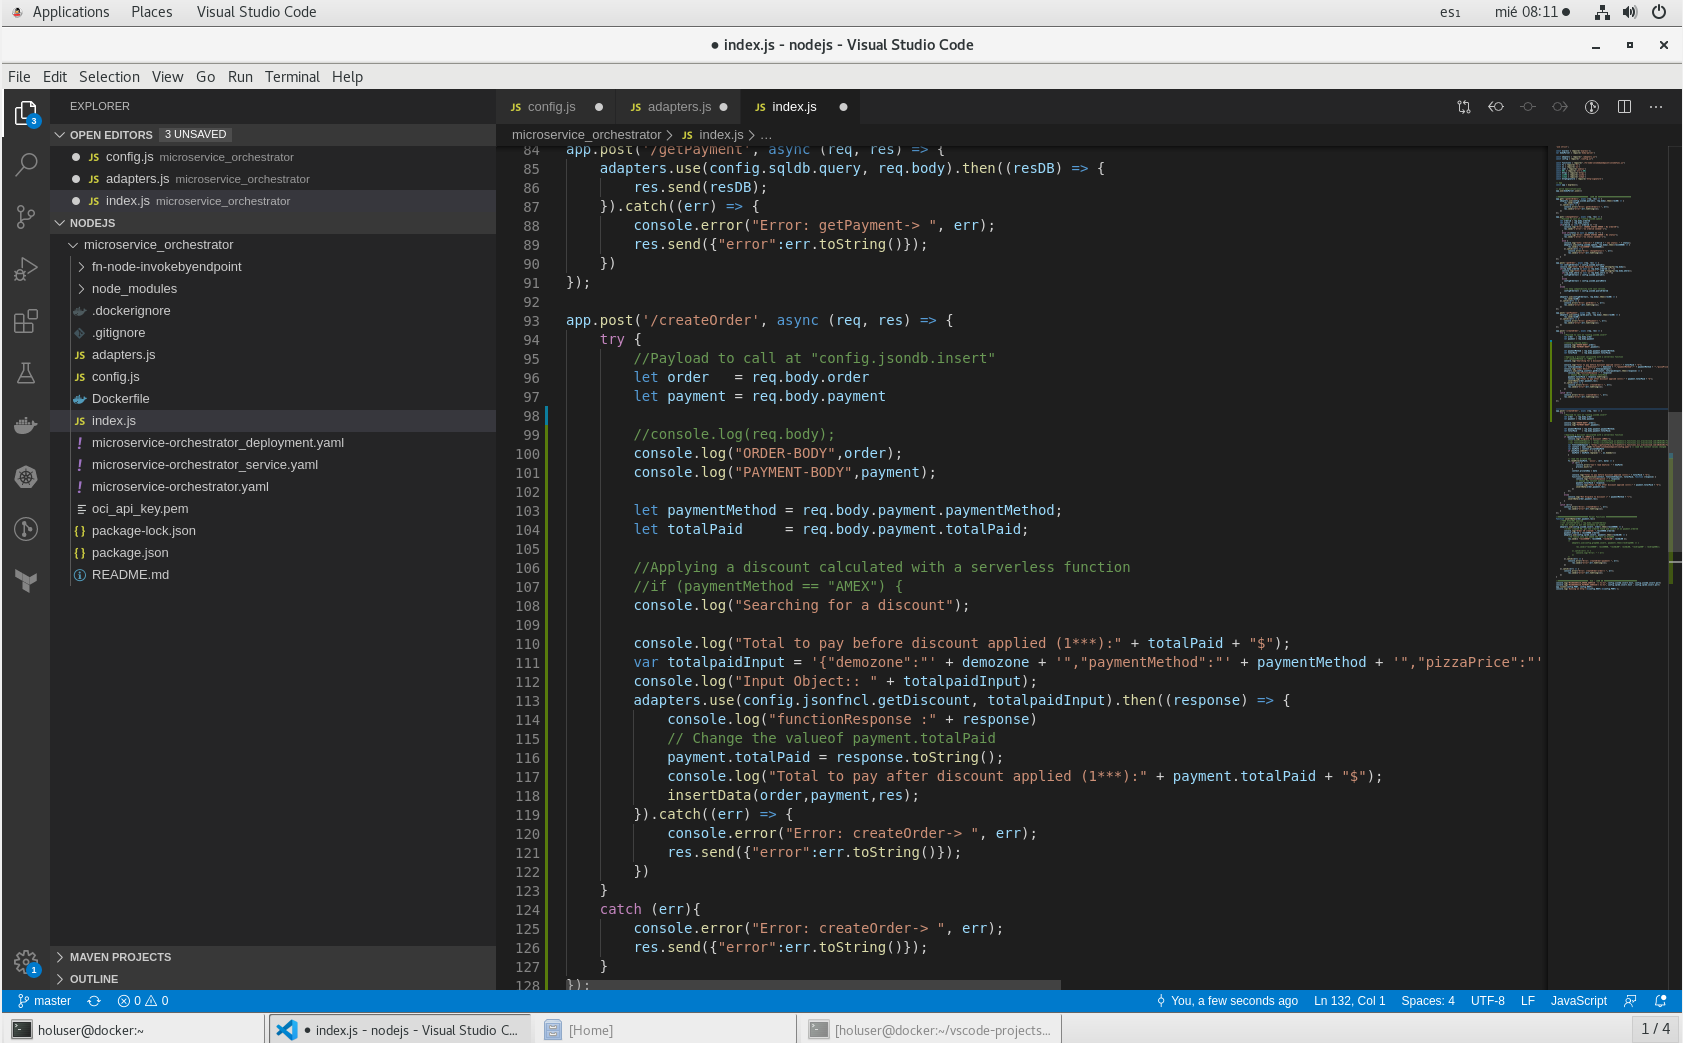 Applications Places Visual Studio Code es1 mié 08:11
● index.js - nodejs - Visual Studio Code
File Edit Selection View Go Run Terminal Help
EXPLORER
3
OPEN EDITORS 3 UNSAVED
JS config.js microservice_orchestrator
JS adapters.js microservice_orchestrator
JS index.js microservice_orchestrator
NODEJS
microservice_orchestrator
fn-node-invokebyendpoint
node_modules
.dockerignore
.gitignore
JS adapters.js
JS config.js
Dockerfile
JS index.js
! microservice-orchestrator_deployment.yaml
! microservice-orchestrator_service.yaml
! microservice-orchestrator.yaml
oci_api_key.pem
{} package-lock.json
{} package.json
README.md
MAVEN PROJECTS
OUTLINE
1
JS config.js ● JS adapters.js ● JS index.js ●
microservice_orchestrator > JS index.js > ...
84 app.post('/getPayment', async (req, res) => {
85 adapters.use(config.sqldb.query, req.body).then((resDB) => {
86 res.send(resDB);
87 }).catch((err) => {
88 console.error("Error: getPayment-> ", err);
89 res.send({"error":err.toString()});
90 })
91 });
92
93 app.post('/createOrder', async (req, res) => {
94 try {
95 //Payload to call at "config.jsondb.insert"
96 let order   = req.body.order
97 let payment = req.body.payment
98
99 //console.log(req.body);
100 console.log("ORDER-BODY",order);
101 console.log("PAYMENT-BODY",payment);
102
103 let paymentMethod = req.body.payment.paymentMethod;
104 let totalPaid     = req.body.payment.totalPaid;
105
106 //Applying a discount calculated with a serverless function
107 //if (paymentMethod == "AMEX") {
108 console.log("Searching for a discount");
109
110 console.log("Total to pay before discount applied (1***):" + totalPaid + "$");
111 var totalpaidInput = '{"demozone":"' + demozone + '","paymentMethod":"' + paymentMethod + '","pizzaPrice":"'
112 console.log("Input Object:: " + totalpaidInput);
113 adapters.use(config.jsonfncl.getDiscount, totalpaidInput).then((response) => {
114 console.log("functionResponse :" + response)
115 // Change the valueof payment.totalPaid
116 payment.totalPaid = response.toString();
117 console.log("Total to pay after discount applied (1***):" + payment.totalPaid + "$");
118 insertData(order,payment,res);
119 }).catch((err) => {
120 console.error("Error: createOrder-> ", err);
121 res.send({"error":err.toString()});
122 })
123 }
124 catch (err){
125 console.error("Error: createOrder-> ", err);
126 res.send({"error":err.toString()});
127 }
128 });
master 0 0 You, a few seconds ago Ln 132, Col 1 Spaces: 4 UTF-8 LF JavaScript
holuser@docker:~ ● index.js - nodejs - Visual Studio C... [Home] [holuser@docker:~/vscode-projects... 1 / 4